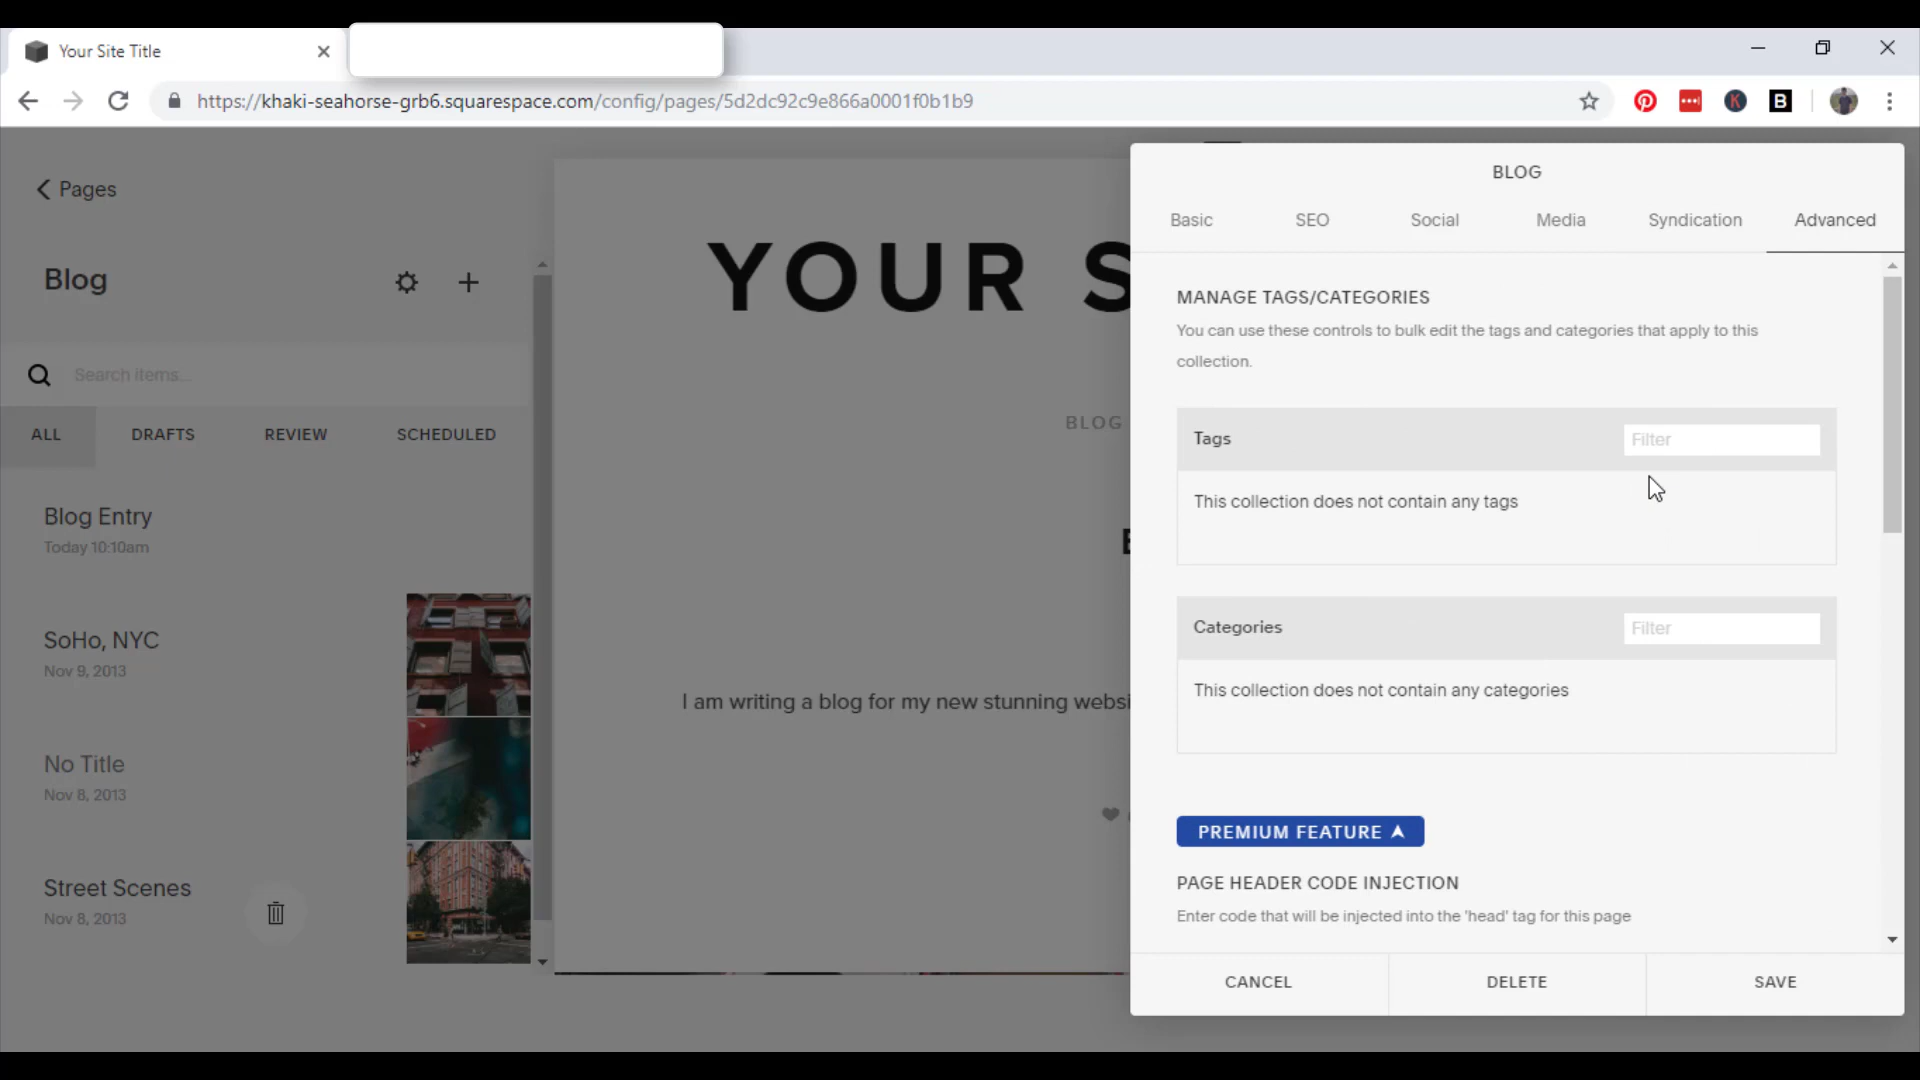 Your Site Title
https://khaki-seahorse-grb6.squarespace.com/config/pages/5d2dc92c9e866a0001f0b1b9
K
B
Pages
Blog
Search items...
ALL
DRAFTS
REVIEW
SCHEDULED
Blog Entry
Today 10:10am
SoHo, NYC
Nov 9, 2013
No Title
Nov 8, 2013
Street Scenes
Nov 8, 2013
YOUR S
BLOG
I am writing a blog for my new stunning websi
BLOG
Basic
SEO
Social
Media
Syndication
Advanced
MANAGE TAGS/CATEGORIES
You can use these controls to bulk edit the tags and categories that apply to this
collection.
Tags
Filter
This collection does not contain any tags
Categories
Filter
This collection does not contain any categories
PREMIUM FEATURE
PAGE HEADER CODE INJECTION
Enter code that will be injected into the 'head' tag for this page
CANCEL
DELETE
SAVE